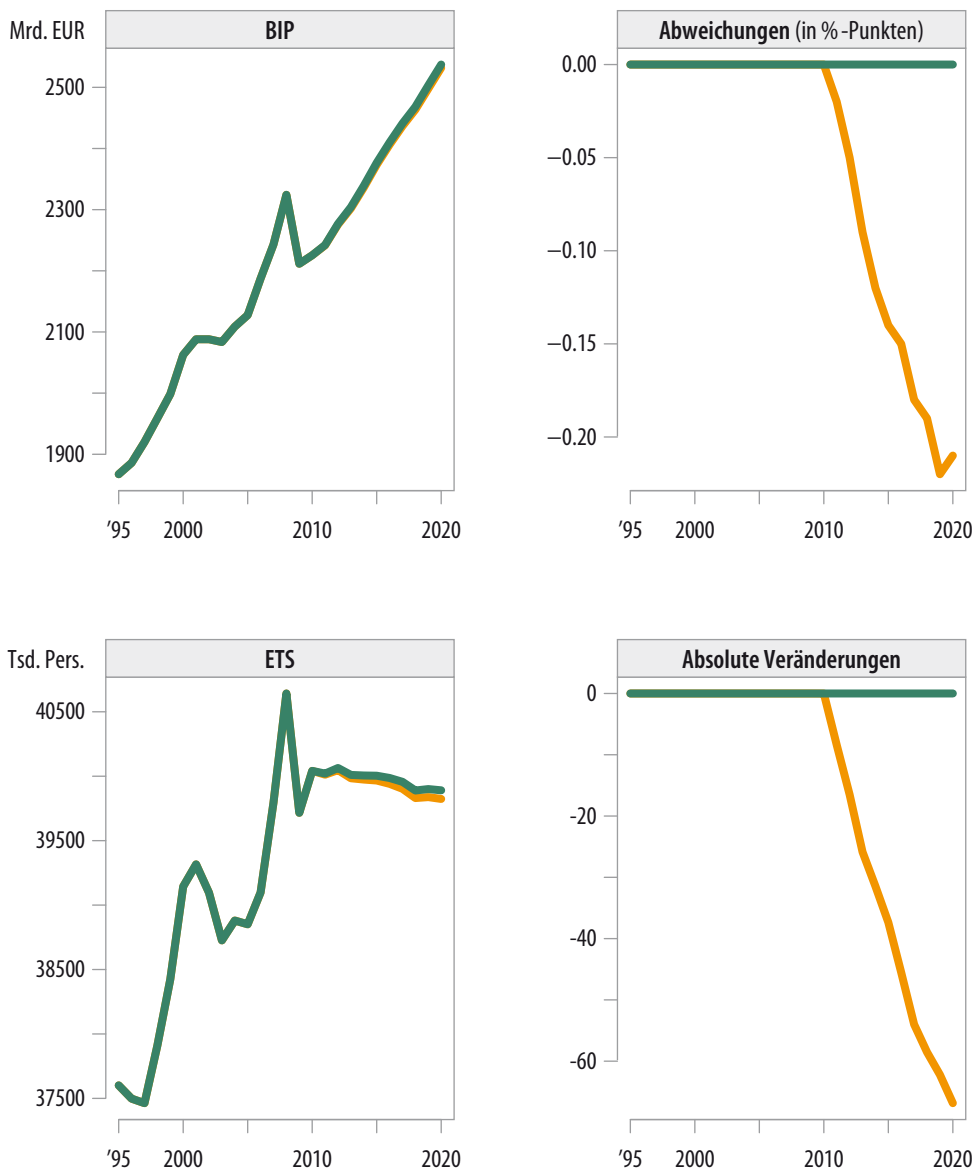 Mrd. EUR
BIP
2500
2300
2100
1900
'95 2000 2010 2020
Abweichungen (in % -Punkten)
0.00
−0.05
−0.10
−0.15
−0.20
'95 2000 2010 2020
Tsd. Pers.
ETS
40500
39500
38500
37500
'95 2000 2010 2020
Absolute Veränderungen
0
-20
-40
-60
'95 2000 2010 2020